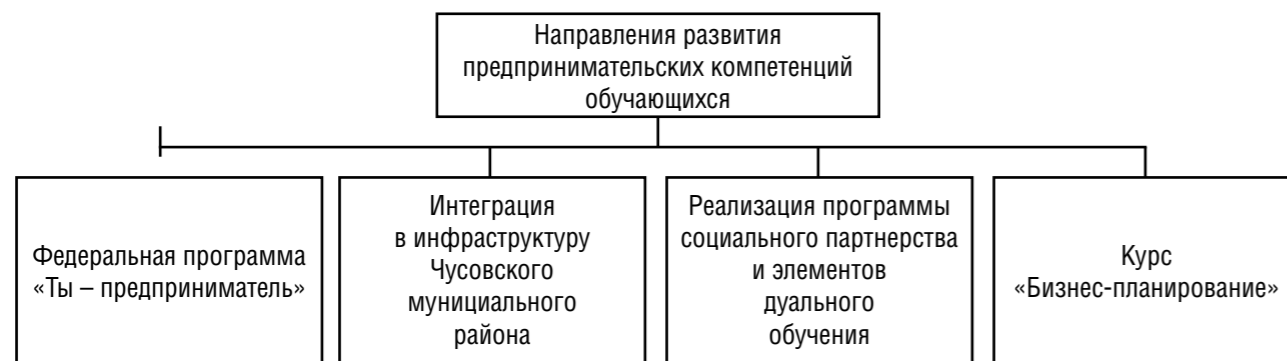 Направления развития
предпринимательских компетенций
обучающихся
Федеральная программа
«Ты – предприниматель»
Интеграция
в инфраструктуру
Чусовского
муниципального
района
Реализация программы
социального партнерства
и элементов
дуального
обучения
Курс
«Бизнес-планирование»